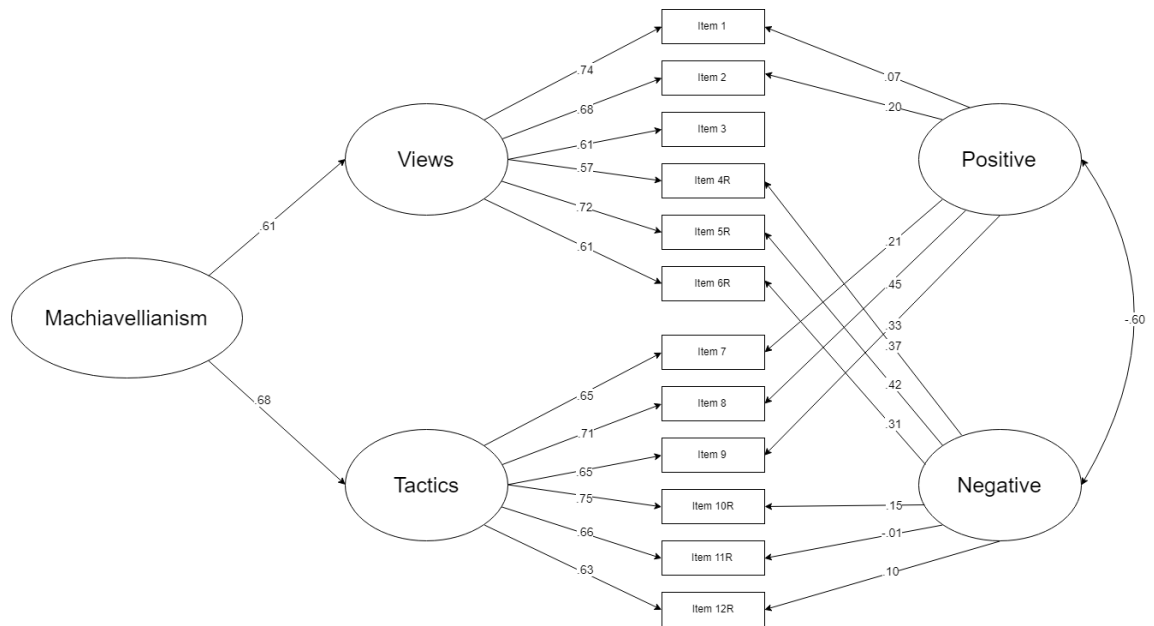 Item 1
.74
.07
Item 2
.68
.20
Item 3
Views
.61
Positive
.57
Item 4R
.72
Item 5R
.61
.61
.21
Item 6R
.45
Machiavellianism
.33
-.60
.37
Item 7
.65
.42
.68
Item 8
.71
.31
Item 9
.65
Tactics
Negative
.75
Item 10R
.15
.66
-.01
Item 11R
.63
.10
Item 12R